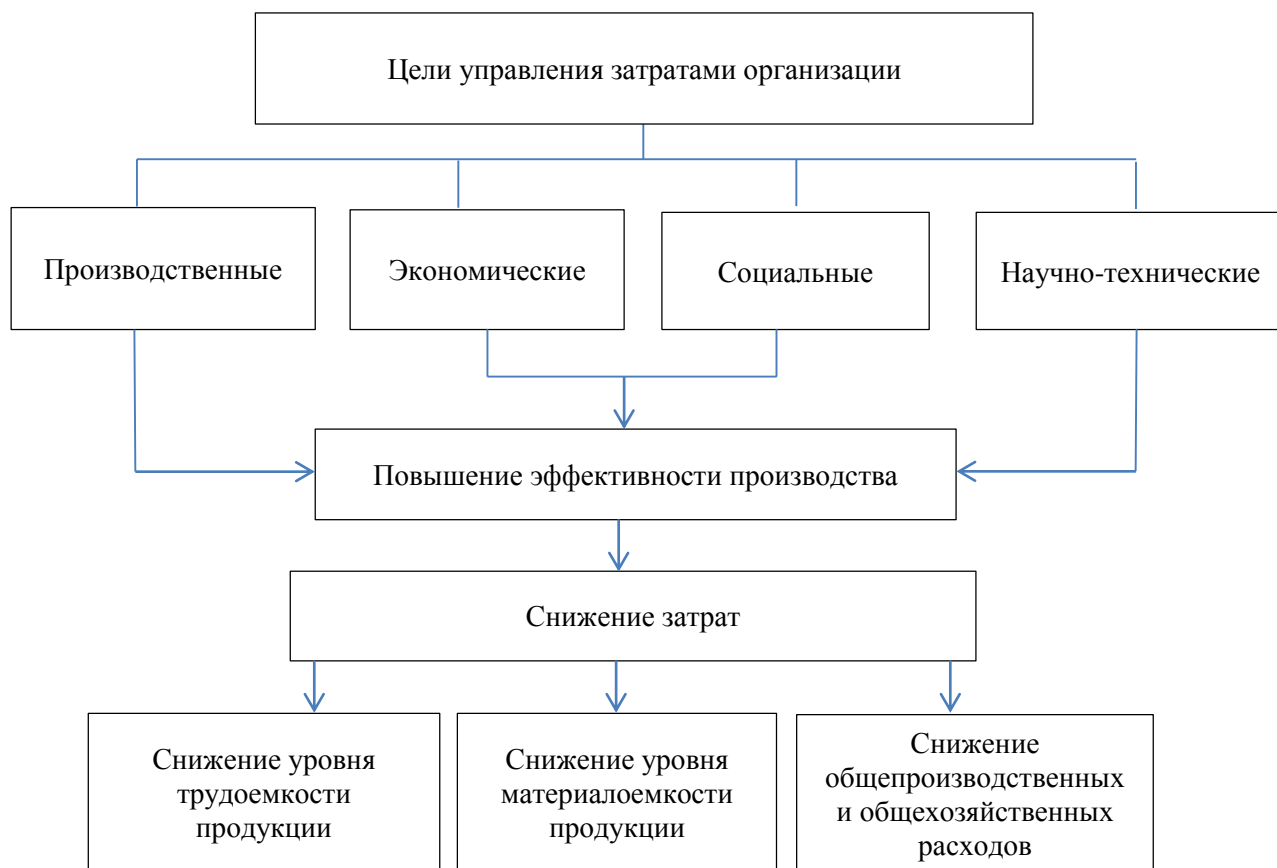 Цели управления затратами организации
Производственные
Экономические
Социальные
Научно-технические
Повышение эффективности производства
Снижение затрат
Снижение уровня
трудоемкости
продукции
Снижение уровня
материалоемкости
продукции
Снижение
общепроизводственных
и общехозяйственных
расходов